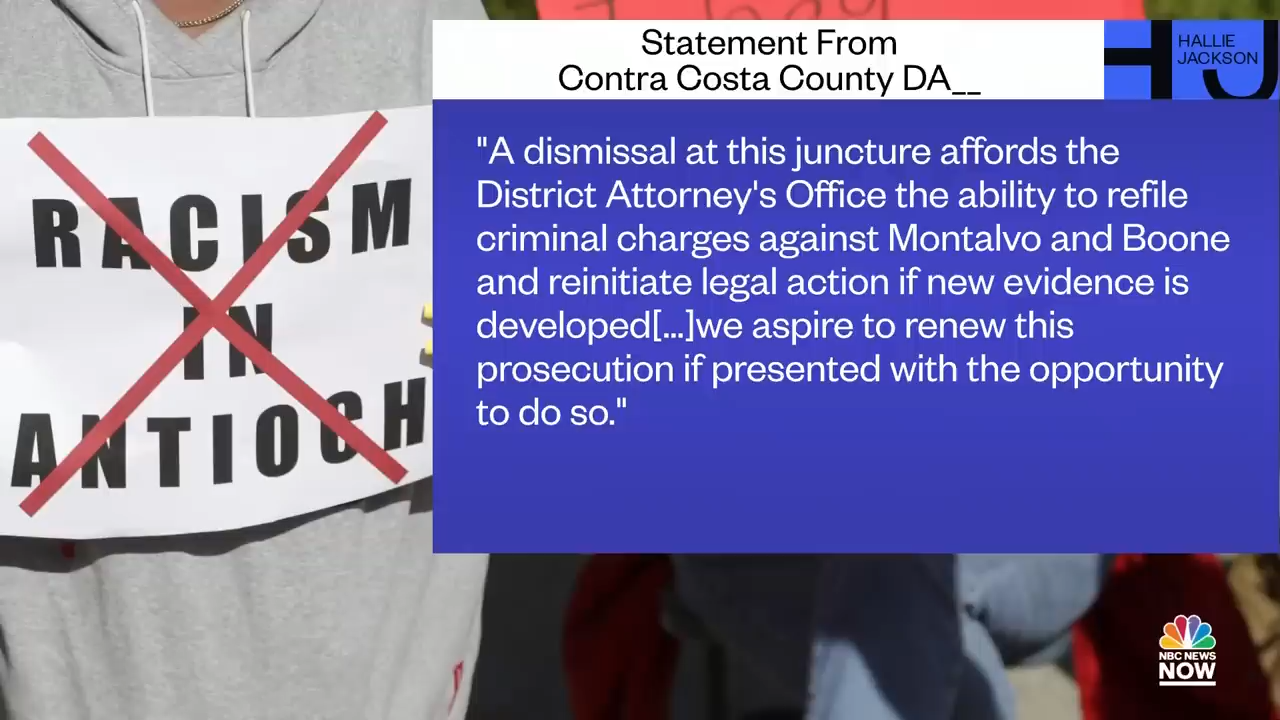 Statement From
Contra Costa County DA__
HALLIE
JACKSON
HJ
"A dismissal at this juncture affords the
District Attorney's Office the ability to refile
criminal charges against Montalvo and Boone
and reinitiate legal action if new evidence is
developed[...]we aspire to renew this
prosecution if presented with the opportunity
to do so."
RACISM
IN
ANTIOCH
NBC NEWS
NOW